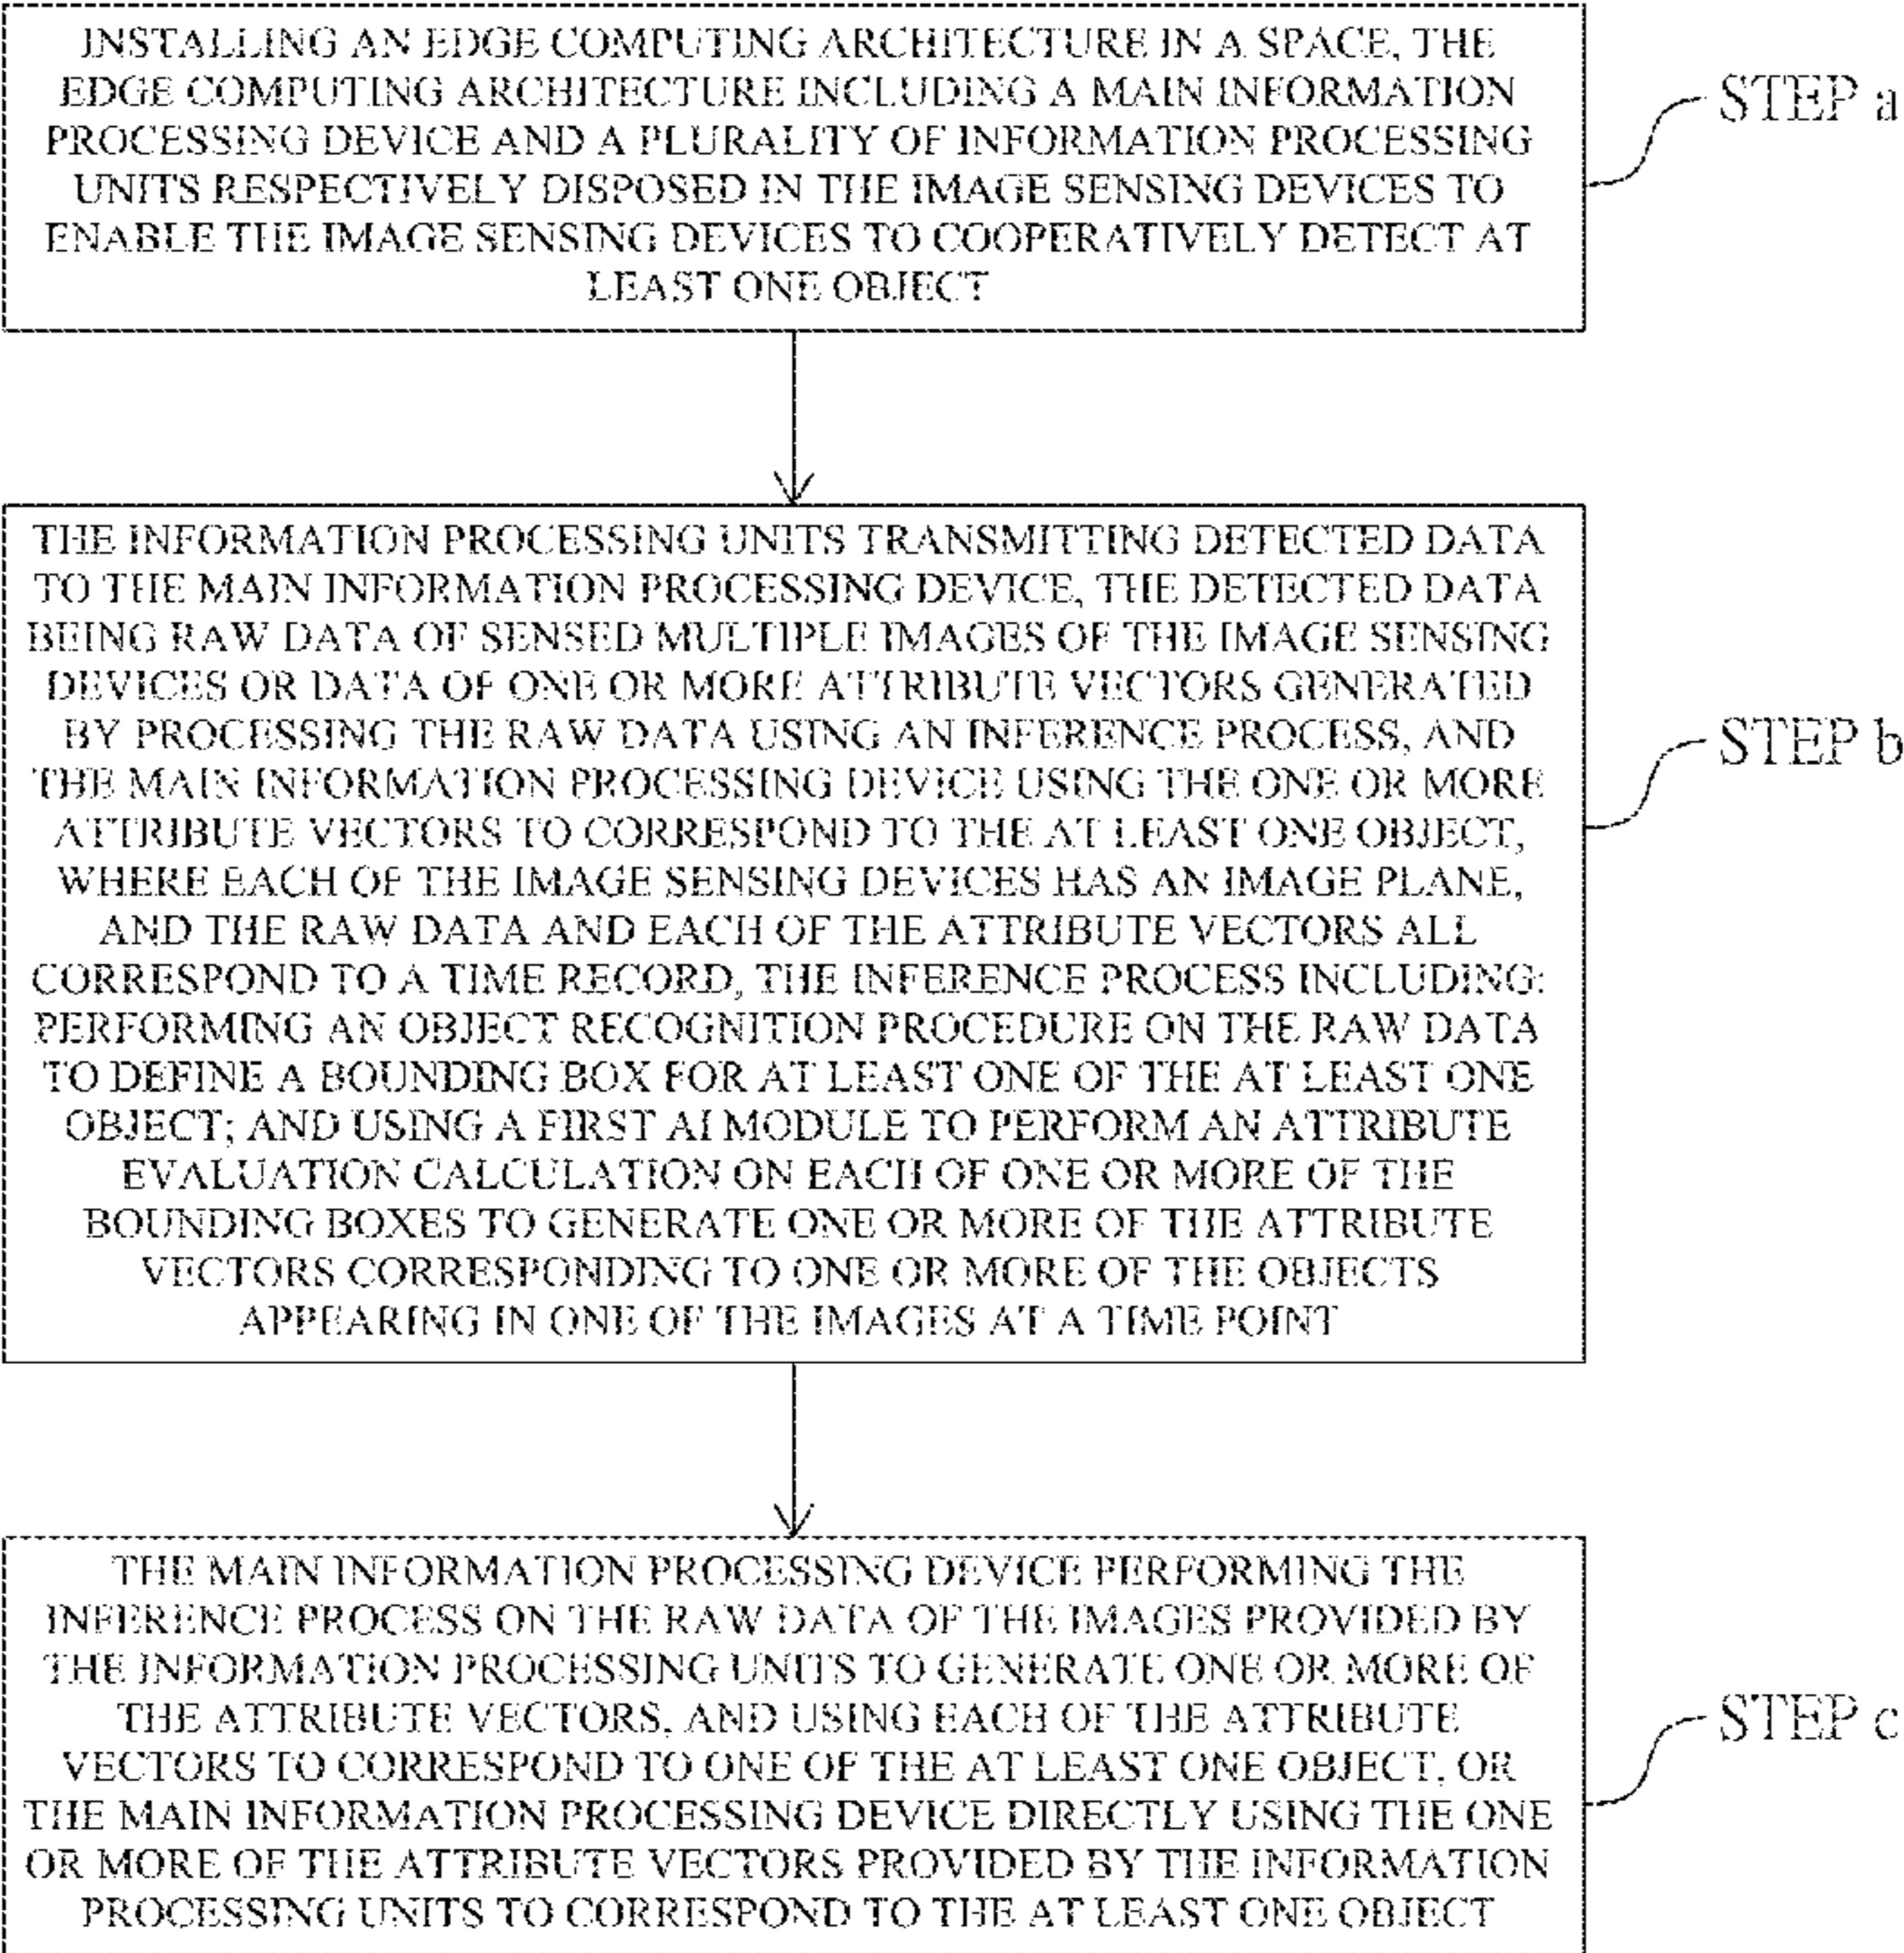 INSTALLING AN EDGE COMPUTING ARCHITECTURE IN A SPACE, THE
EDGE COMPUTING ARCHITECTURE INCLUDING A MAIN INFORMATION
PROCESSING DEVICE AND A PLURALITY OF INFORMATION PROCESSING
UNITS RESPECTIVELY DISPOSED IN THE IMAGE SENSING DEVICES TO
ENABLE THE IMAGE SENSING DEVICES TO COOPERATIVELY DETECT AT
LEAST ONE OBJECT
STEP a
THE INFORMATION PROCESSING UNITS TRANSMITTING DETECTED DATA
TO THE MAIN INFORMATION PROCESSING DEVICE, THE DETECTED DATA
BEING RAW DATA OF SENSED MULTIPLE IMAGES OF THE IMAGE SENSING
DEVICES OR DATA OF ONE OR MORE ATTRIBUTE VECTORS GENERATED
BY PROCESSING THE RAW DATA USING AN INFERENCE PROCESS, AND
THE MAIN INFORMATION PROCESSING DEVICE USING THE ONE OR MORE
ATTRIBUTE VECTORS TO CORRESPOND TO THE AT LEAST ONE OBJECT,
WHERE EACH OF THE IMAGE SENSING DEVICES HAS AN IMAGE PLANE,
AND THE RAW DATA AND EACH OF THE ATTRIBUTE VECTORS ALL
CORRESPOND TO A TIME RECORD, THE INFERENCE PROCESS INCLUDING:
PERFORMING AN OBJECT RECOGNITION PROCEDURE ON THE RAW DATA
TO DEFINE A BOUNDING BOX FOR AT LEAST ONE OF THE AT LEAST ONE
OBJECT; AND USING A FIRST AI MODULE TO PERFORM AN ATTRIBUTE
EVALUATION CALCULATION ON EACH OF ONE OR MORE OF THE
BOUNDING BOXES TO GENERATE ONE OR MORE OF THE ATTRIBUTE
VECTORS CORRESPONDING TO ONE OR MORE OF THE OBJECTS
APPEARING IN ONE OF THE IMAGES AT A TIME POINT
STEP b
THE MAIN INFORMATION PROCESSING DEVICE PERFORMING THE
INFERENCE PROCESS ON THE RAW DATA OF THE IMAGES PROVIDED BY
THE INFORMATION PROCESSING UNITS TO GENERATE ONE OR MORE OF
THE ATTRIBUTE VECTORS, AND USING EACH OF THE ATTRIBUTE
VECTORS TO CORRESPOND TO ONE OF THE AT LEAST ONE OBJECT, OR
THE MAIN INFORMATION PROCESSING DEVICE DIRECTLY USING THE ONE
OR MORE OF THE ATTRIBUTE VECTORS PROVIDED BY THE INFORMATION
PROCESSING UNITS TO CORRESPOND TO THE AT LEAST ONE OBJECT
STEP c